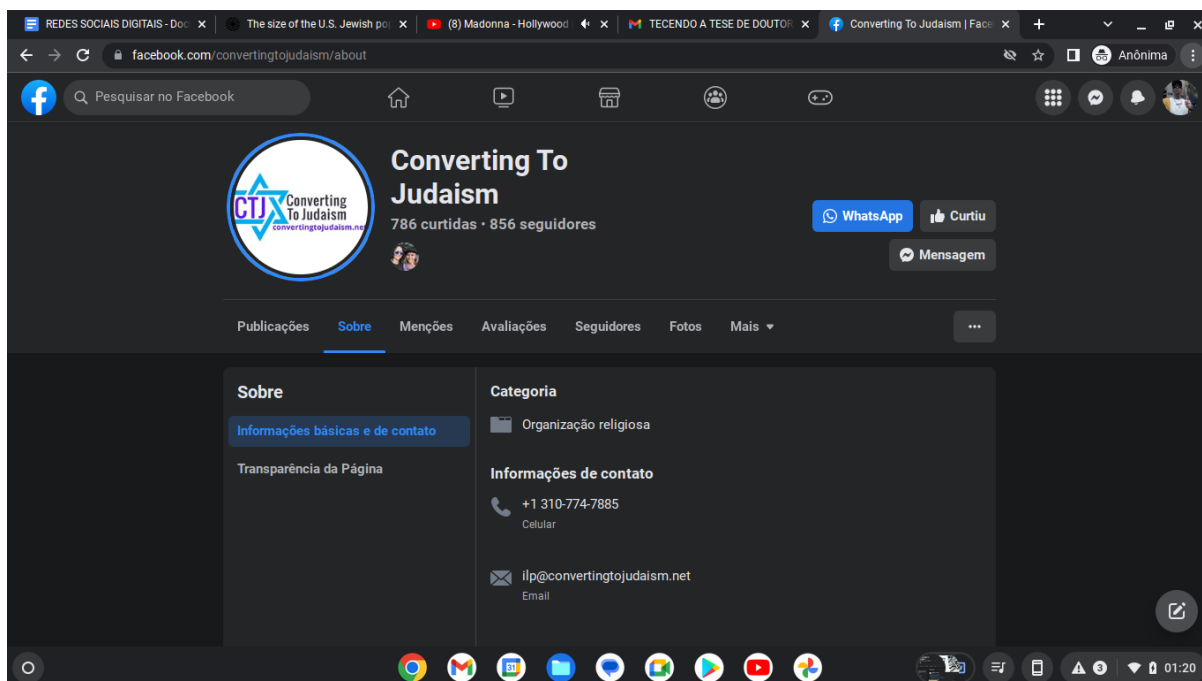 REDES SOCIAIS DIGITAIS - Doc
The size of the U.S. Jewish pop
(8) Madonna - Hollywood
TECENDO A TESE DE DOUTOR
Converting To Judaism | Face
facebook.com/convertingtojudaism/about
Anônima
Pesquisar no Facebook
CTJ Converting
To Judaism
convertingtojudaism.net
Converting To
Judaism
786 curtidas • 856 seguidores
WhatsApp
Curtiu
Mensagem
Publicações Sobre Menções Avaliações Seguidores Fotos Mais
Sobre
Informações básicas e de contato
Transparência da Página
Categoria
Organização religiosa
Informações de contato
+1 310-774-7885
Celular
ilp@convertingtojudaism.net
Email
31
3
01:20